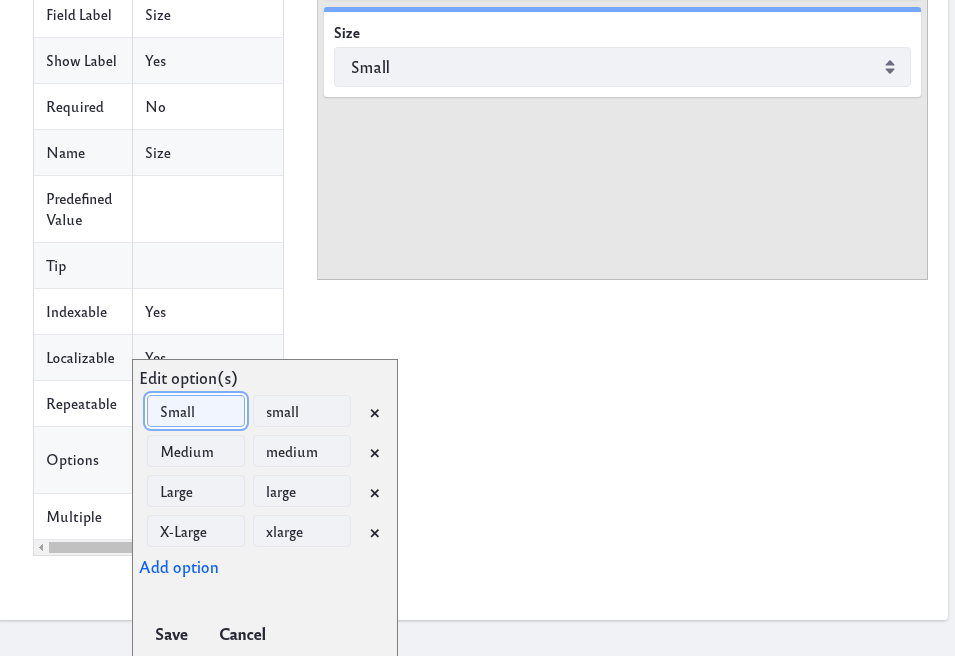 Field Label Size
Show Label Yes
Required No
Name Size
Predefined
Value
Tip
Indexable Yes
Localizable Yes
Repeatable
Options
Multiple
Size
Small
Edit option(s)
Small small ×
Medium medium ×
Large large ×
X-Large xlarge ×
Add option
Save Cancel